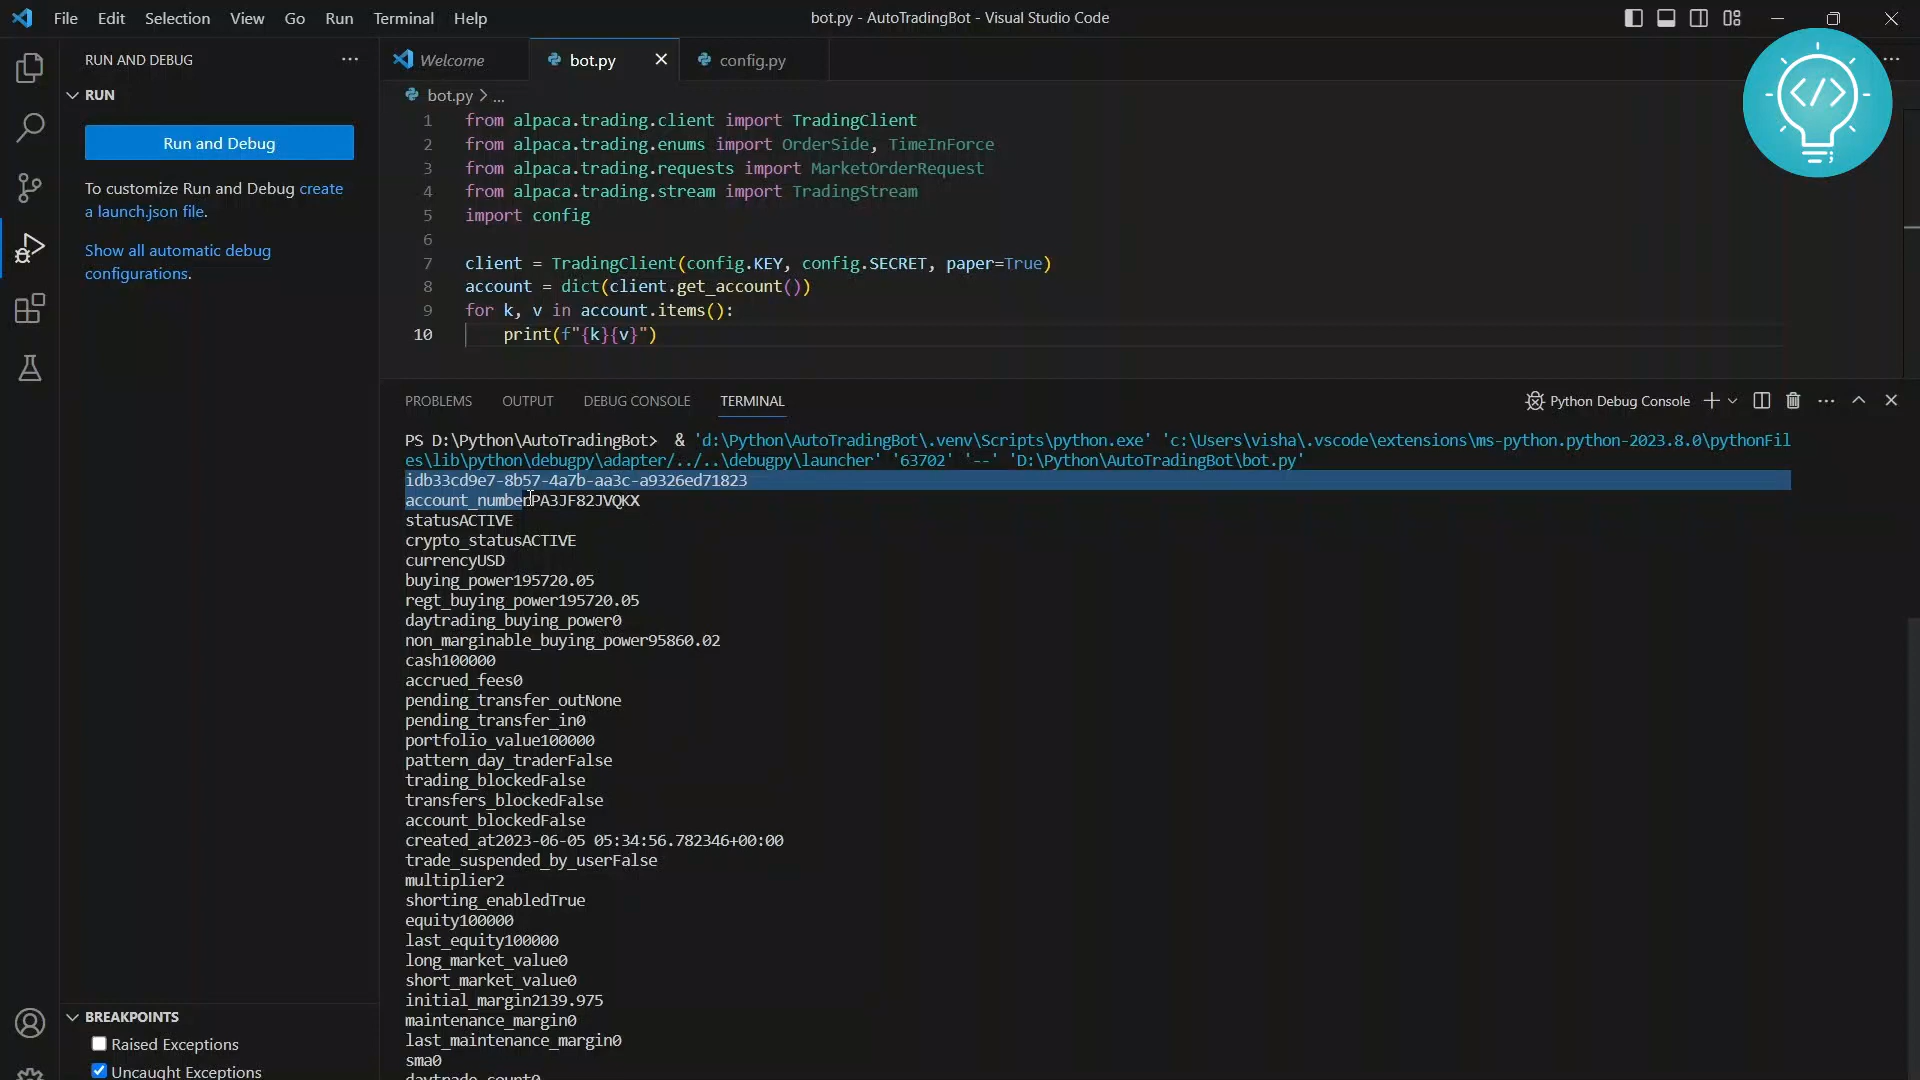 File Edit Selection View Go Run Terminal Help
bot.py - AutoTradingBot - Visual Studio Code
RUN AND DEBUG
RUN
Run and Debug
To customize Run and Debug create
a launch.json file.
Show all automatic debug
configurations.
BREAKPOINTS
Raised Exceptions
Uncaught Exceptions
Welcome
bot.py
config.py
bot.py > ...
1 from alpaca.trading.client import TradingClient
2 from alpaca.trading.enums import OrderSide, TimeInForce
3 from alpaca.trading.requests import MarketOrderRequest
4 from alpaca.trading.stream import TradingStream
5 import config
6
7 client = TradingClient(config.KEY, config.SECRET, paper=True)
8 account = dict(client.get_account())
9 for k, v in account.items():
10 print(f"{k}{v}")
</>
PROBLEMS OUTPUT DEBUG CONSOLE TERMINAL
Python Debug Console
PS D:\Python\AutoTradingBot> & 'd:\Python\AutoTradingBot\.venv\Scripts\python.exe' 'c:\Users\visha\.vscode\extensions\ms-python.python-2023.8.0\pythonFil
es\lib\python\debugpy\adapter/../..\debugpy\launcher' '63702' '--' 'D:\Python\AutoTradingBot\bot.py'
idb33cd9e7-8b57-4a7b-aa3c-a9326ed71823
account_numberPA3JF82JVQKX
statusACTIVE
crypto_statusACTIVE
currencyUSD
buying_power195720.05
regt_buying_power195720.05
daytrading_buying_power0
non_marginable_buying_power95860.02
cash100000
accrued_fees0
pending_transfer_outNone
pending_transfer_in0
portfolio_value100000
pattern_day_traderFalse
trading_blockedFalse
transfers_blockedFalse
account_blockedFalse
created_at2023-06-05 05:34:56.782346+00:00
trade_suspended_by_userFalse
multiplier2
shorting_enabledTrue
equity100000
last_equity100000
long_market_value0
short_market_value0
initial_margin2139.975
maintenance_margin0
last_maintenance_margin0
sma0
daytrade_count0